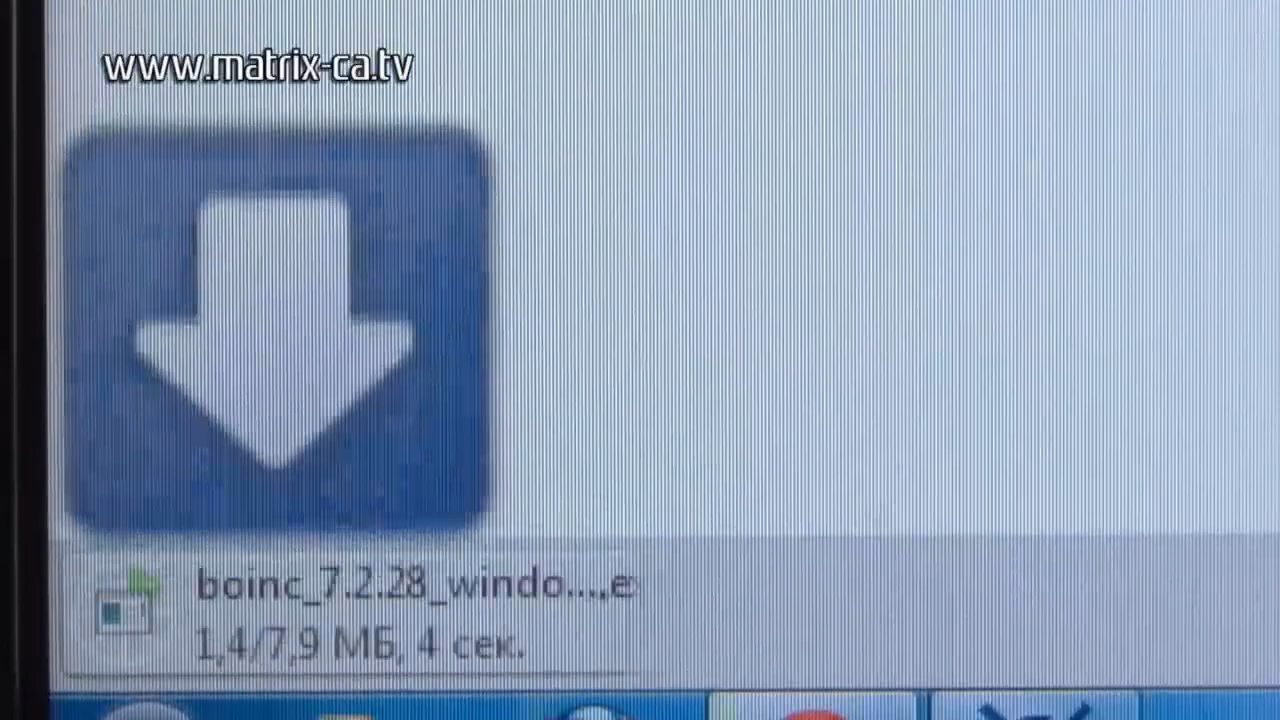 www.matrix-ca.tv
boinc_7.2.28_windo....e
1,4/7,9 МБ, 4 сек.